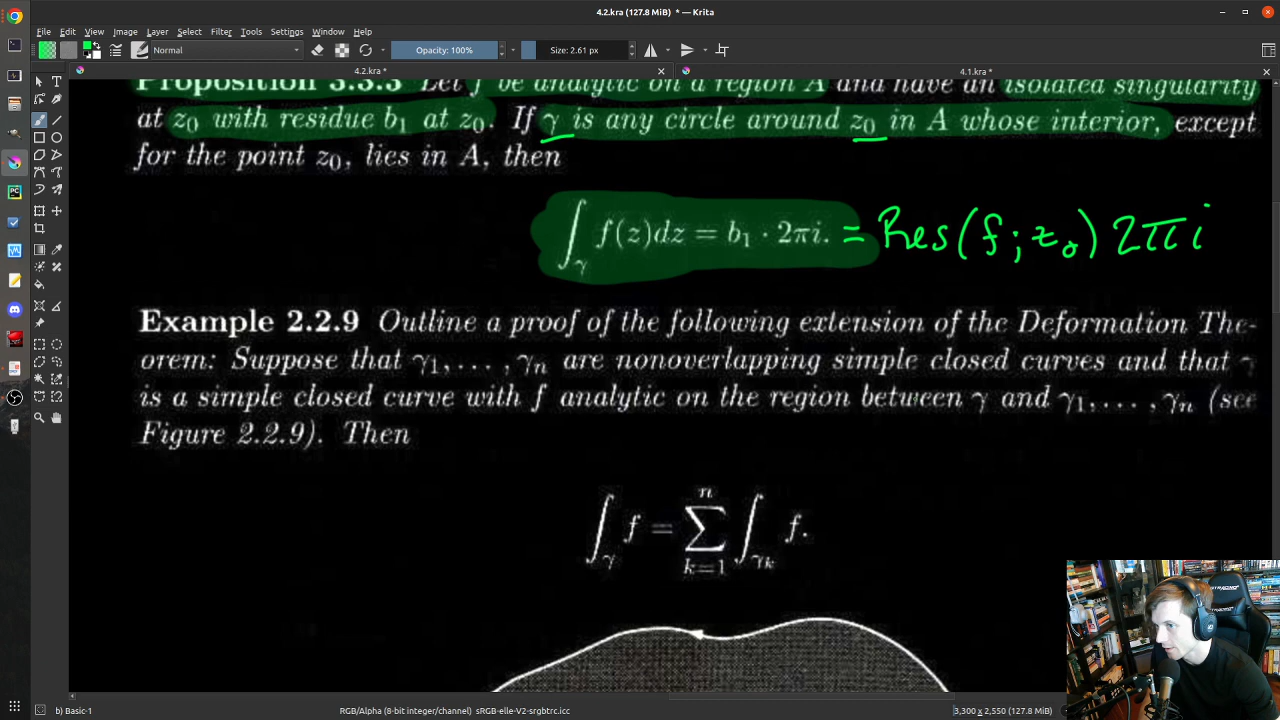 4.2.kra (127.8 MiB) * — Krita
File Edit View Image Layer Select Filter Tools Settings Window Help
Normal Opacity: 100% Size: 2.61 px
4.2.kra * 4.1.kra *
Proposition 3.3.3 Let f be analytic on a region A and have an isolated singularity
at z₀ with residue b₁ at z₀. If γ is any circle around z₀ in A whose interior, except
for the point z₀, lies in A, then
∫_γ f(z)dz = b₁ · 2πi. = Res(f; z₀) 2πi
Example 2.2.9 Outline a proof of the following extension of the Deformation The-
orem: Suppose that γ₁, . . . , γₙ are nonoverlapping simple closed curves and that γ
is a simple closed curve with f analytic on the region between γ and γ₁, . . . , γₙ (see
Figure 2.2.9). Then
∫_γ f = ∑_{k=1}^{n} ∫_{γₖ} f.
b) Basic-1 RGB/Alpha (8-bit integer/channel) sRGB-elle-V2-srgbtrc.icc 3,300 x 2,550 (127.8 MiB)